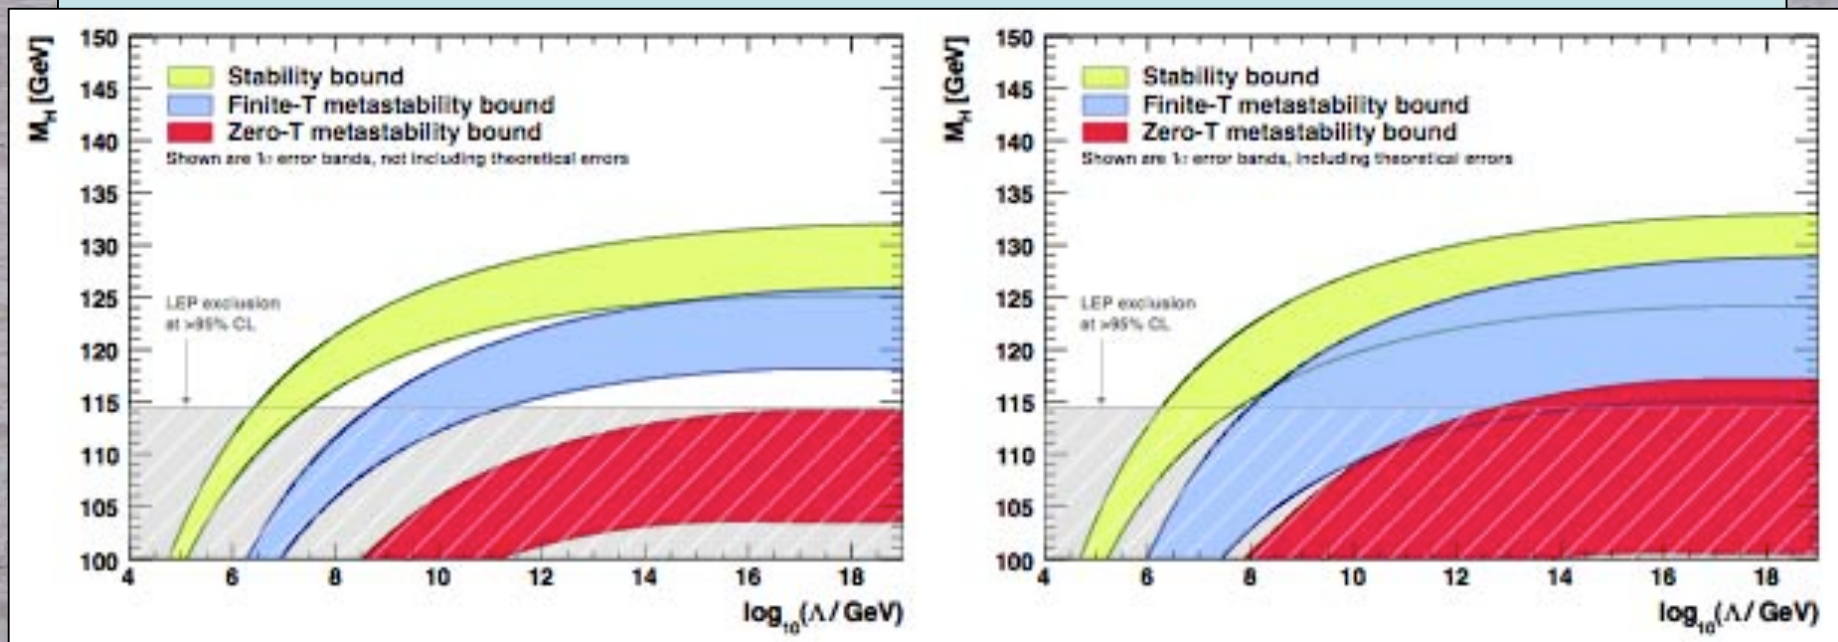 150
145
140
135
130
125
120
115
110
105
100
M_H [GeV]
Stability bound
Finite-T metastability bound
Zero-T metastability bound
Shown are 1σ error bands, not including theoretical errors
LEP exclusion
at >95% CL
4 6 8 10 12 14 16 18
log₁₀(Λ / GeV)
150
145
140
135
130
125
120
115
110
105
100
M_H [GeV]
Stability bound
Finite-T metastability bound
Zero-T metastability bound
Shown are 1σ error bands, including theoretical errors
LEP exclusion
at >95% CL
4 6 8 10 12 14 16 18
log₁₀(Λ / GeV)